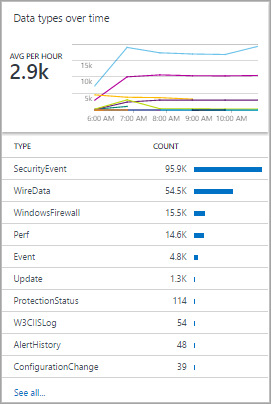 Data types over time
AVG PER HOUR
2.9k
15k
10k
5k
6:00 AM 7:00 AM 8:00 AM 9:00 AM 10:00 AM
TYPE COUNT
SecurityEvent 95.9K
WireData 54.5K
WindowsFirewall 15.5K
Perf 14.6K
Event 4.8K
Update 1.3K
ProtectionStatus 114
W3CIISLog 54
AlertHistory 48
ConfigurationChange 39
See all...